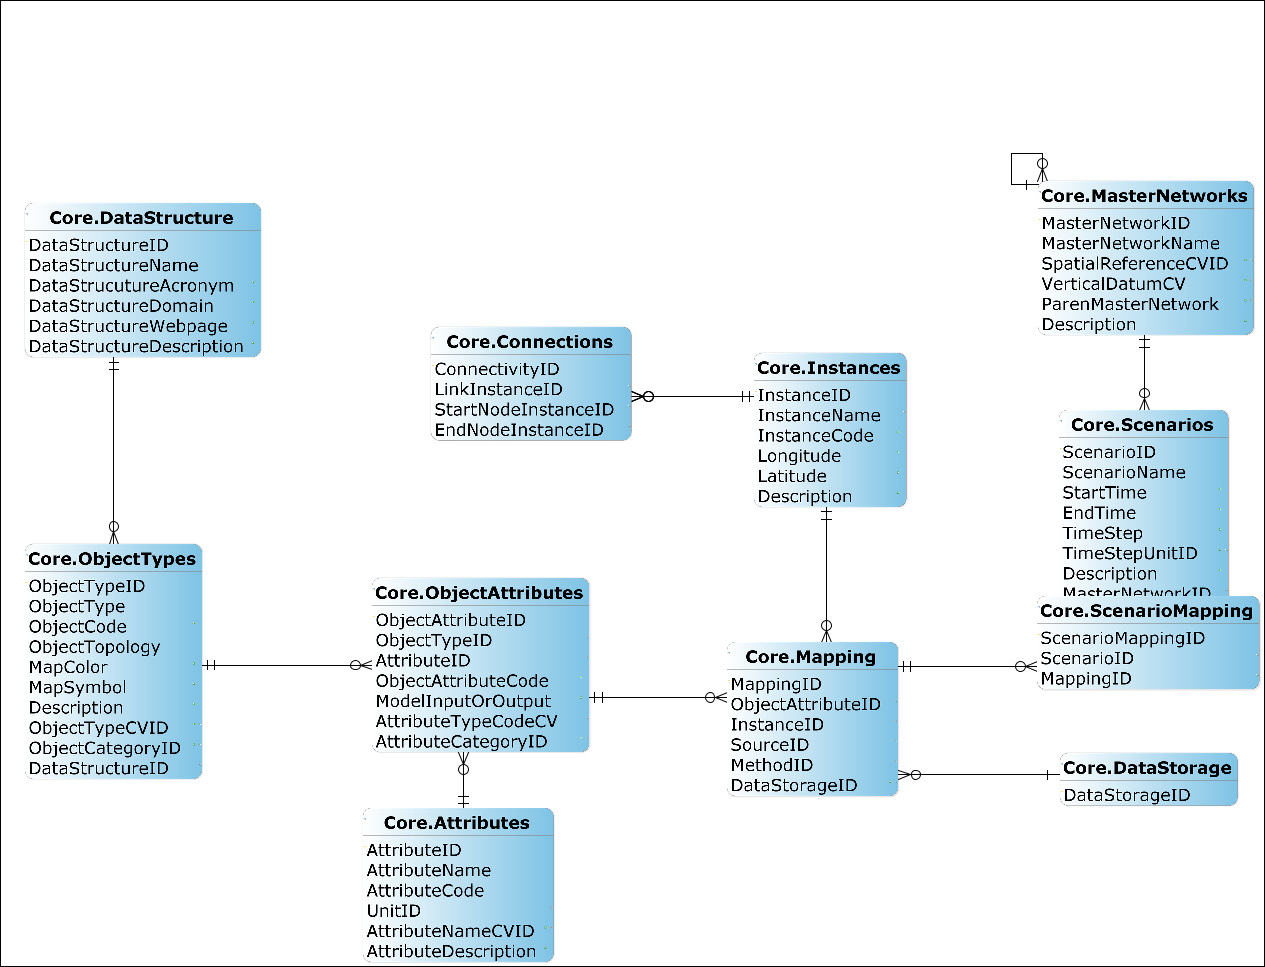 Core.DataStructure
DataStructureID
DataStructureName
DataStrucutureAcronym
DataStructureDomain
DataStructureWebpage
DataStructureDescription
Core.ObjectTypes
ObjectTypeID
ObjectType
ObjectCode
ObjectTopology
MapColor
MapSymbol
Description
ObjectTypeCVID
ObjectCategoryID
DataStructureID
Core.Connections
ConnectivityID
LinkInstanceID
StartNodeInstanceID
EndNodeInstanceID
Core.ObjectAttributes
ObjectAttributeID
ObjectTypeID
AttributeID
ObjectAttributeCode
ModelInputOrOutput
AttributeTypeCodeCV
AttributeCategoryID
Core.Attributes
AttributeID
AttributeName
AttributeCode
UnitID
AttributeNameCVID
AttributeDescription
Core.Instances
InstanceID
InstanceName
InstanceCode
Longitude
Latitude
Description
Core.Mapping
MappingID
ObjectAttributeID
InstanceID
SourceID
MethodID
DataStorageID
Core.MasterNetworks
MasterNetworkID
MasterNetworkName
SpatialReferenceCVID
VerticalDatumCV
ParenMasterNetwork
Description
Core.Scenarios
ScenarioID
ScenarioName
StartTime
EndTime
TimeStep
TimeStepUnitID
Description
MasterNetworkID
Core.ScenarioMapping
ScenarioMappingID
ScenarioID
MappingID
Core.DataStorage
DataStorageID